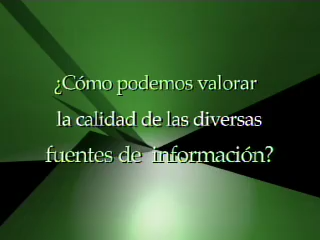 ¿Cómo podemos valorar
la calidad de las diversas
fuentes de información?